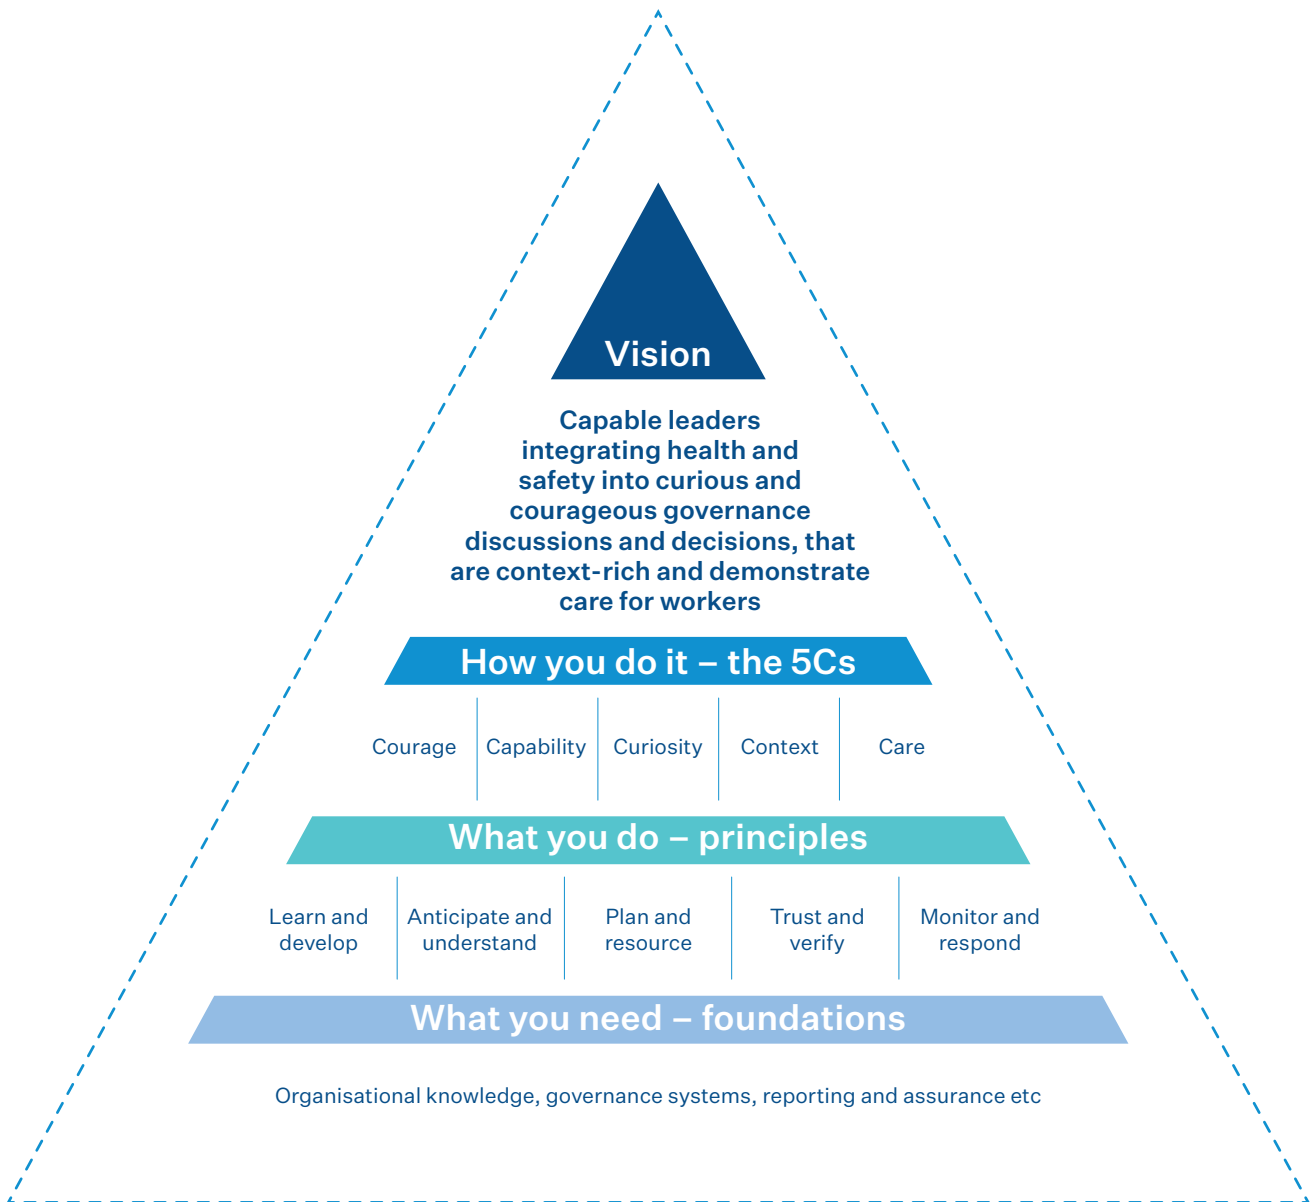 Vision
Capable leaders
integrating health and
safety into curious and
courageous governance
discussions and decisions, that
are context-rich and demonstrate
care for workers
How you do it – the 5Cs
Courage
Capability
Curiosity
Context
Care
What you do – principles
Learn and
develop
Anticipate and
understand
Plan and
resource
Trust and
verify
Monitor and
respond
What you need – foundations
Organisational knowledge, governance systems, reporting and assurance etc